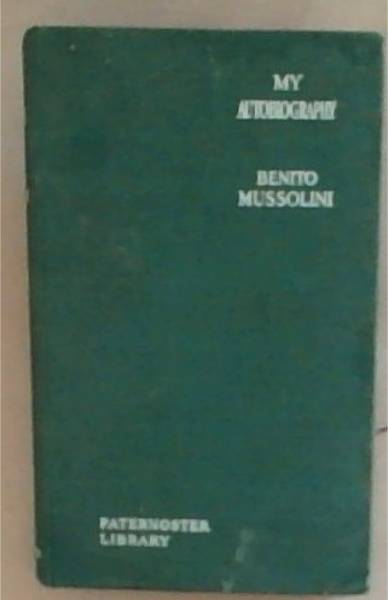 MY
AUTOBIOGRAPHY
BENITO
MUSSOLINI
PATERNOSTER
LIBRARY